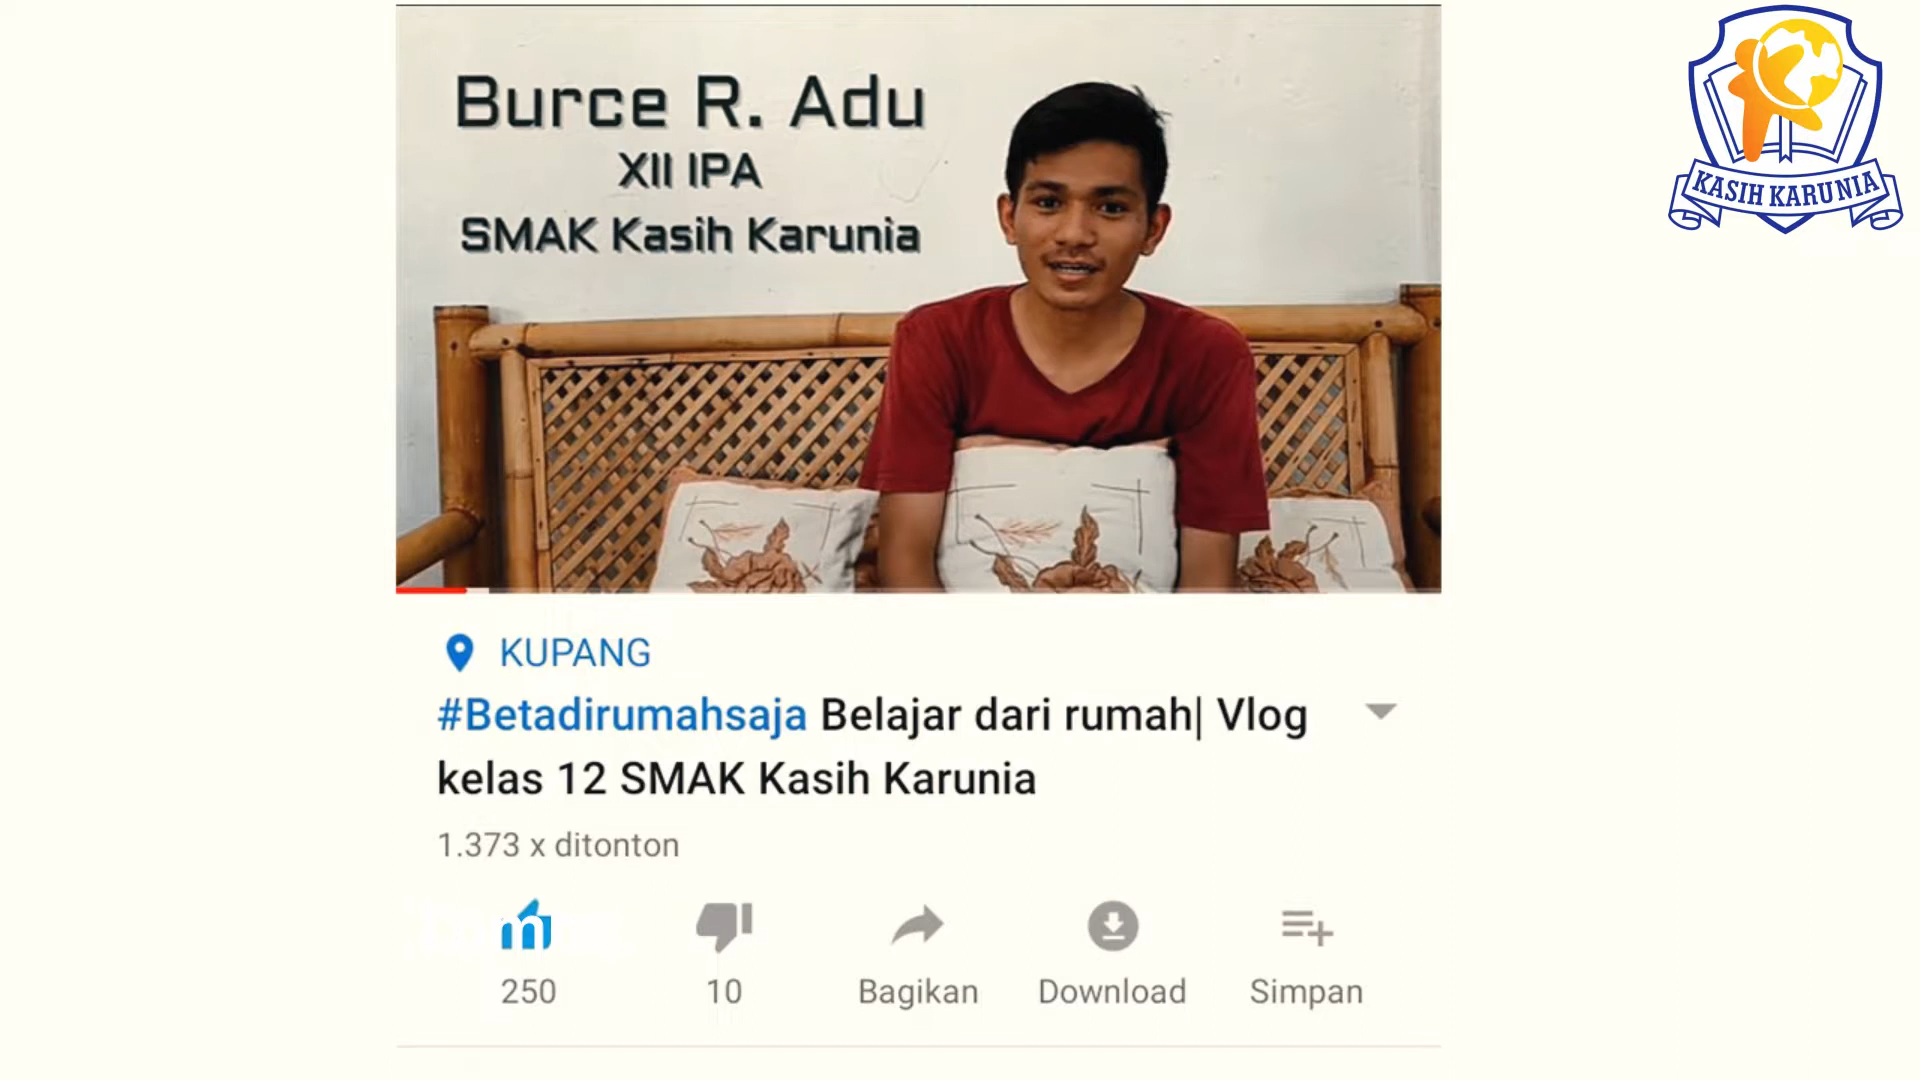 Burce R. Adu
XII IPA
SMAK Kasih Karunia
KASIH KARUNIA
KUPANG
#Betadirumahsaja Belajar dari rumah| Vlog
kelas 12 SMAK Kasih Karunia
1.373 x ditonton
250
10
Bagikan
Download
Simpan